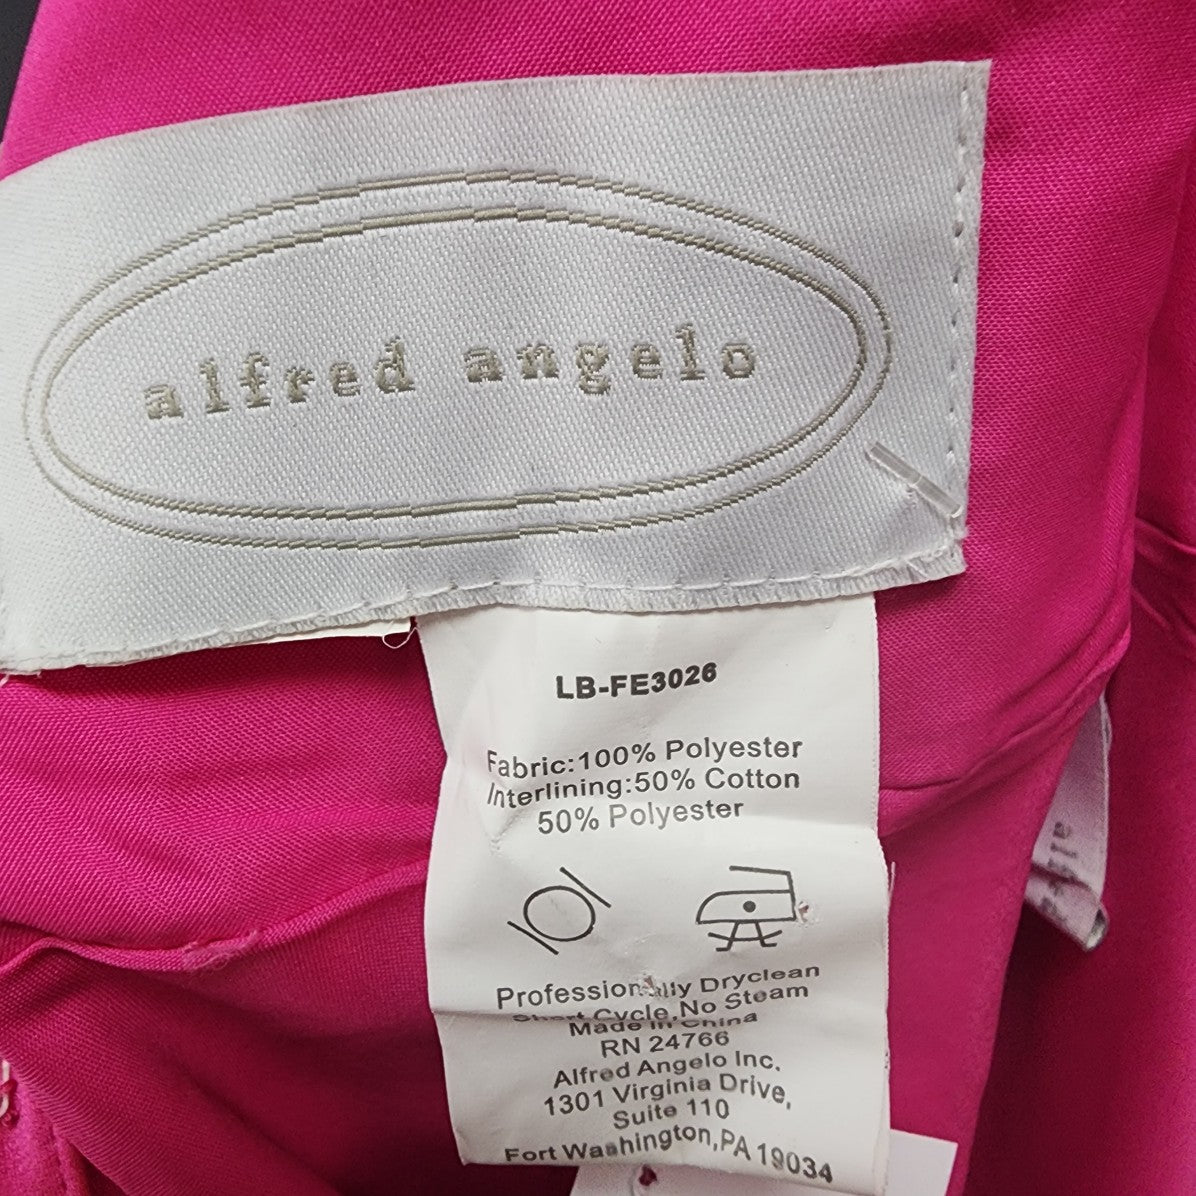 alfred angelo
LB-FE3026
Fabric:100% Polyester
Interlining:50% Cotton
50% Polyester
Professionally Dryclean
Short Cycle,No Steam
Made in China
RN 24766
Alfred Angelo Inc.
1301 Virginia Drive,
Suite 110
Fort Washington,PA 19034